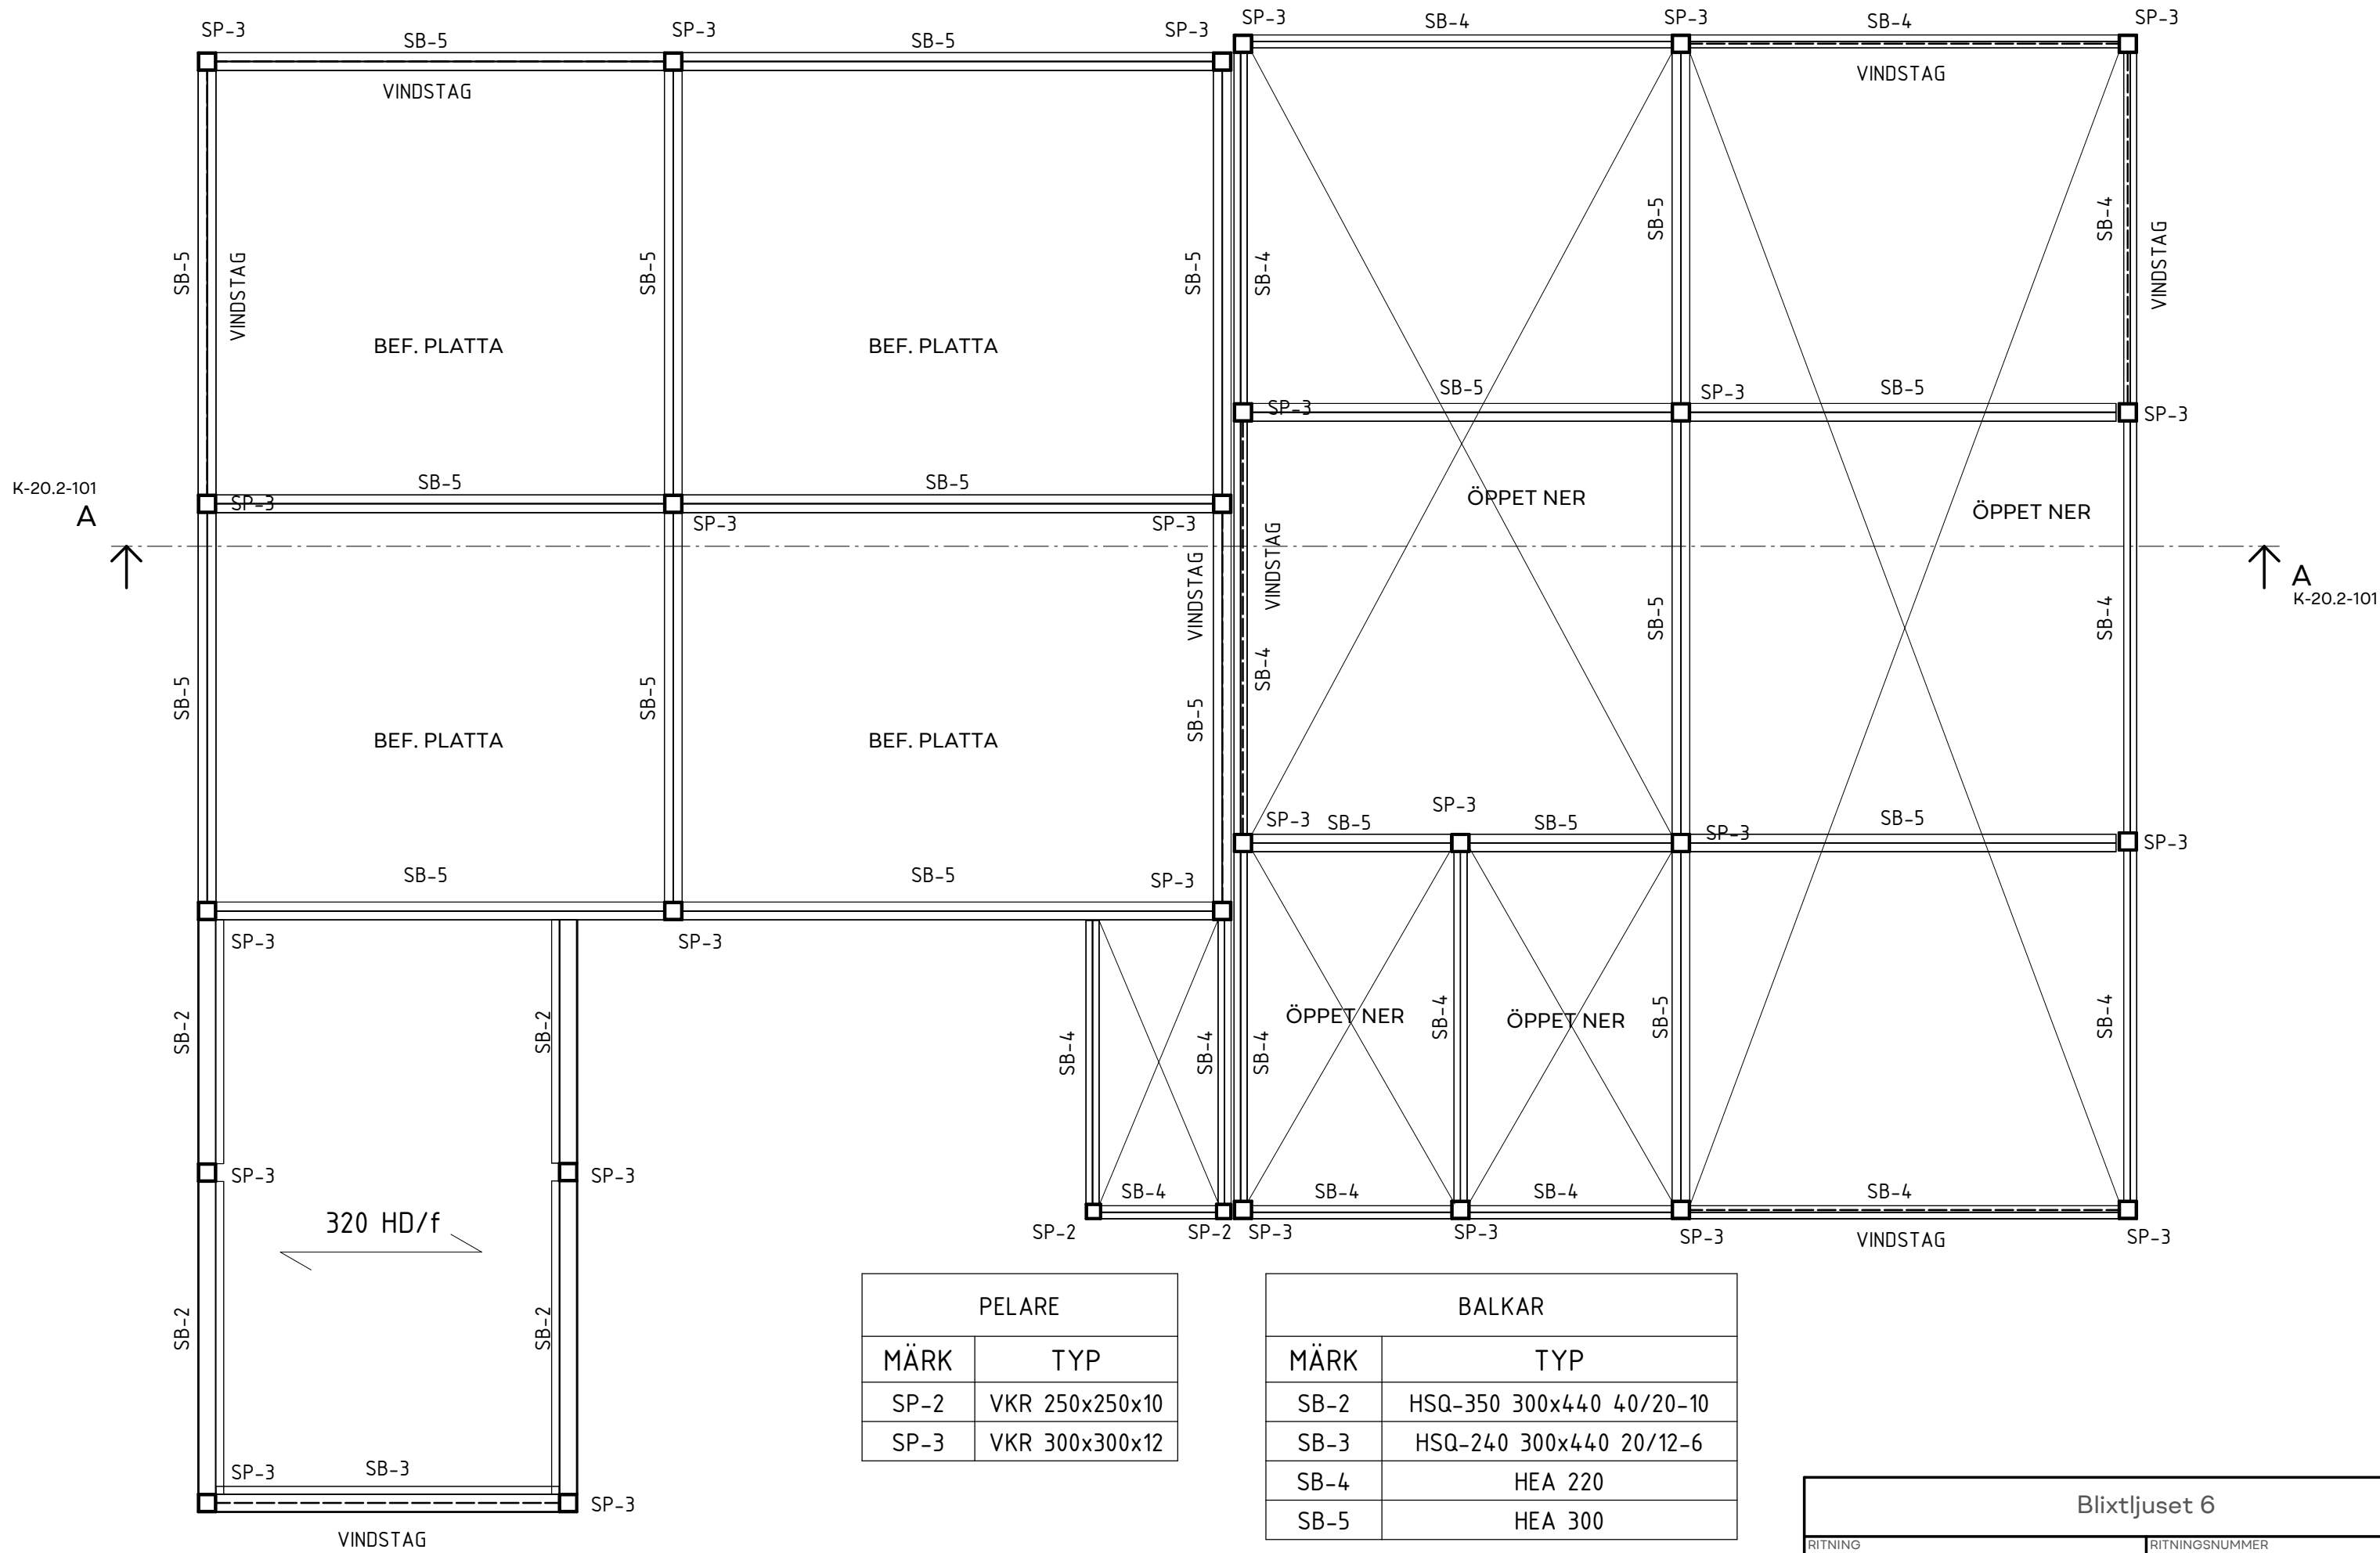 SP-3
SB-5
SP-3
SB-5
SP-3
SP-3
SB-4
SP-3
SB-4
SP-3
VINDSTAG
VINDSTAG
SB-5
VINDSTAG
SB-5
SB-5
SB-4
SB-5
SB-4
VINDSTAG
BEF. PLATTA
BEF. PLATTA
SB-5
SB-5
SP-3
SP-3
SB-5
SP-3
K-20.2-101
A
SB-5
SB-5
SP-3
SP-3
SP-3
ÖPPET NER
ÖPPET NER
VINDSTAG
VINDSTAG
A
K-20.2-101
SB-5
SB-4
SB-5
SB-5
SB-5
SB-4
BEF. PLATTA
BEF. PLATTA
SP-3
SB-5
SP-3
SB-5
SP-3
SB-5
SP-3
SB-5
SB-5
SP-3
SP-3
SP-3
SB-2
SB-2
SB-4
SB-4
SB-4
ÖPPET NER
SB-4
ÖPPET NER
SB-5
SB-4
SP-3
SP-3
SB-4
SB-4
SB-4
SB-4
SP-2
SP-2
SP-3
SP-3
SP-3
SP-3
VINDSTAG
320 HD/f
SB-2
SB-2
SP-3
SB-3
SP-3
VINDSTAG
PELARE
MÄRK TYP
SP-2 VKR 250x250x10
SP-3 VKR 300x300x12
BALKAR
MÄRK TYP
SB-2 HSQ-350 300x440 40/20-10
SB-3 HSQ-240 300x440 20/12-6
SB-4 HEA 220
SB-5 HEA 300
Blixtljuset 6
RITNING RITNINGSNUMMER